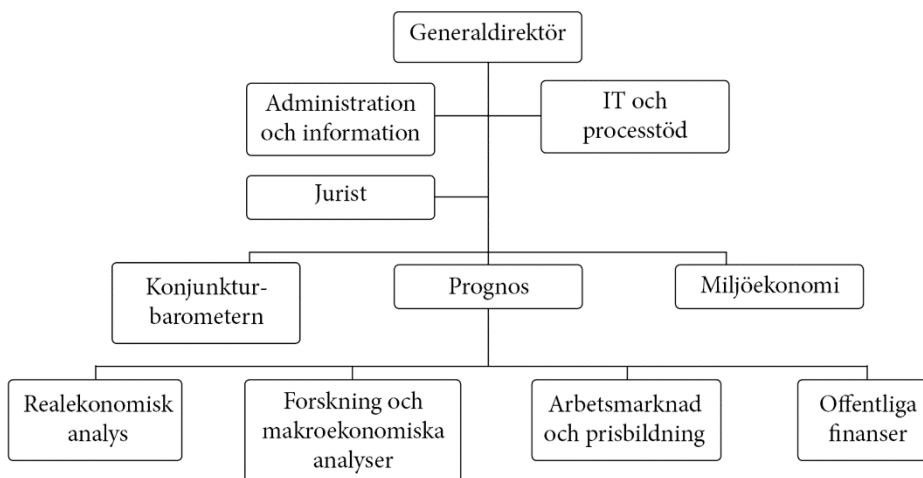 Generaldirektör
Administration
och information
IT och
processtöd
Jurist
Konjunktur-
barometern
Prognos
Miljöekonomi
Realekonomisk
analys
Forskning och
makroekonomiska
analyser
Arbetsmarknad
och prisbildning
Offentliga
finanser